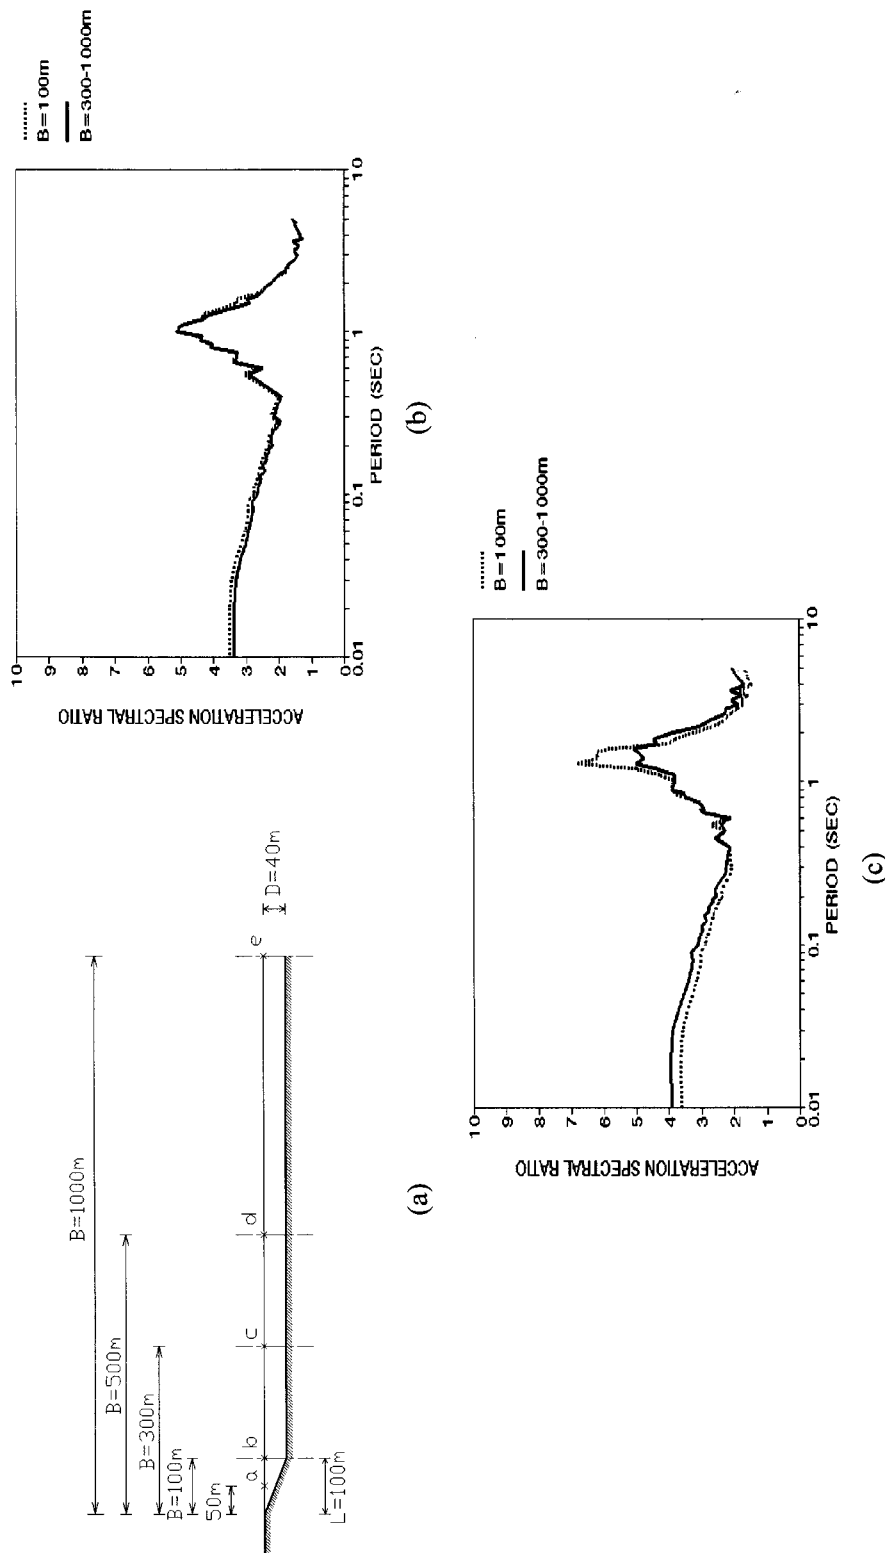 B=1000m
B=500m
B=300m
B=100m
50m
a
b
c
d
e
D=40m
L=100m
(a)
ACCELERATION SPECTRAL RATIO
10
9
8
7
6
5
4
3
2
1
0
0.01
0.1
1
10
PERIOD (SEC)
B=100m
B=300-1000m
(b)
ACCELERATION SPECTRAL RATIO
10
9
8
7
6
5
4
3
2
1
0
0.01
0.1
1
10
PERIOD (SEC)
B=100m
B=300-1000m
(c)